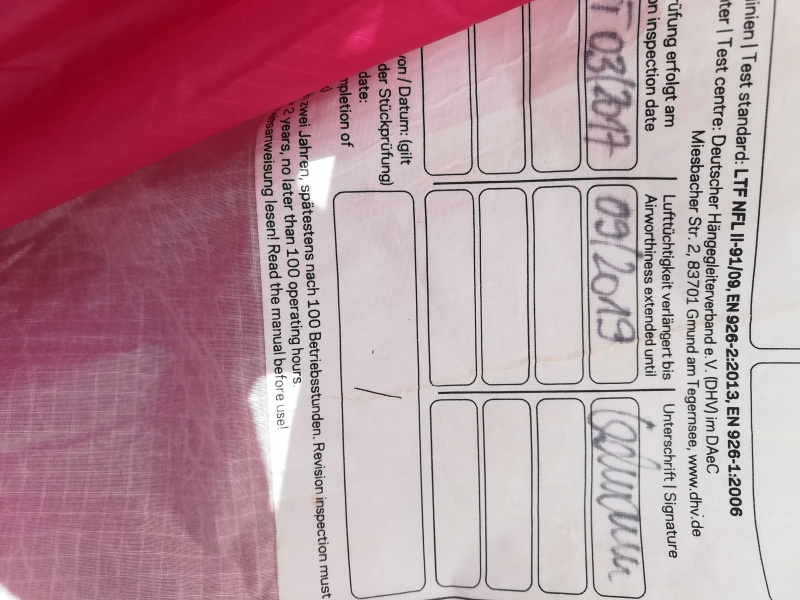 inien | Test standard: LTF NFL II-91/09, EN 926-2:2013, EN 926-1:2006
ter | Test centre: Deutscher Hängegleiterverband e.V. (DHV) im DAeC
Miesbacher Str. 2, 83701 Gmund am Tegernsee, www.dhv.de
rüfung erfolgt am Lufttüchtigkeit verlängert bis Unterschrift | Signature
on inspection date Airworthiness extended until
03/2017 09/2019
von / Datum: (gilt
der Stückprüfung)
date:
mpletion of
/
zwei Jahren, spätestens nach 100 Betriebsstunden. Revision inspection must
2 years, no later than 100 operating hours.
bsanweisung lesen! Read the manual before use!